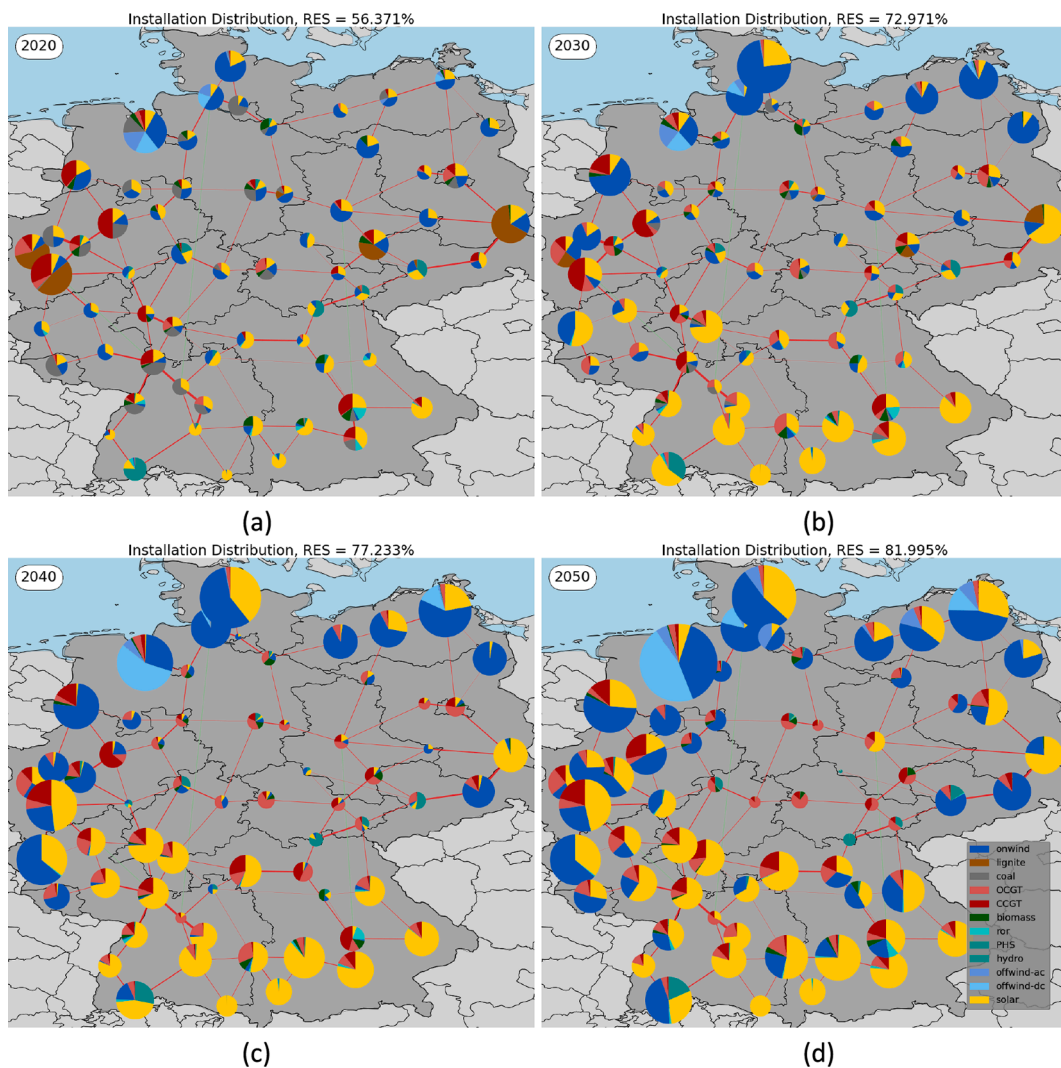 Installation Distribution, RES = 56.371%
2020
(a)
Installation Distribution, RES = 72.971%
2030
(b)
Installation Distribution, RES = 77.233%
2040
(c)
Installation Distribution, RES = 81.995%
2050
onwind
lignite
coal
OCGT
CCGT
biomass
ror
PHS
hydro
offwind-ac
offwind-dc
solar
(d)